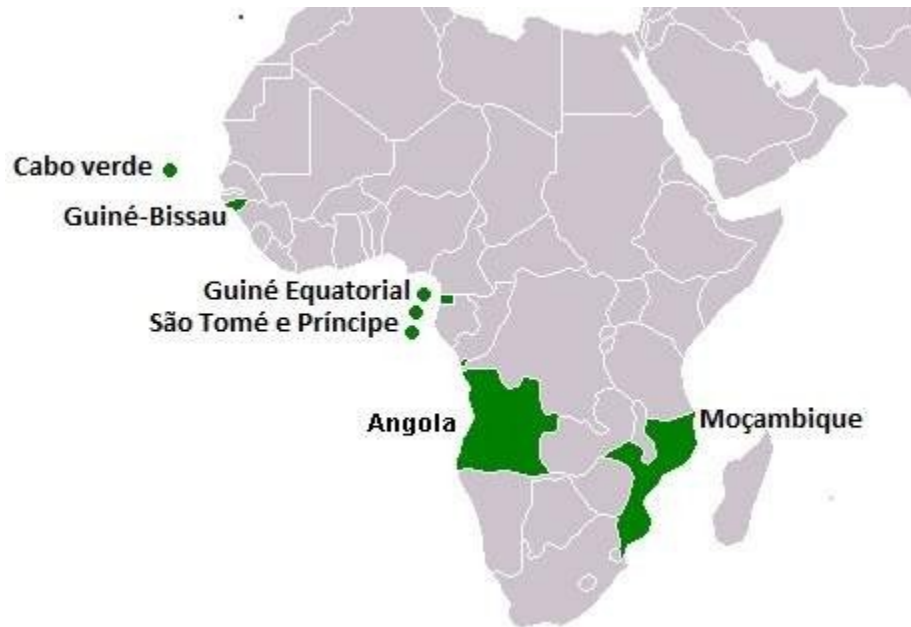 Cabo verde
Guiné-Bissau
Guiné Equatorial
São Tomé e Príncipe
Angola
Moçambique